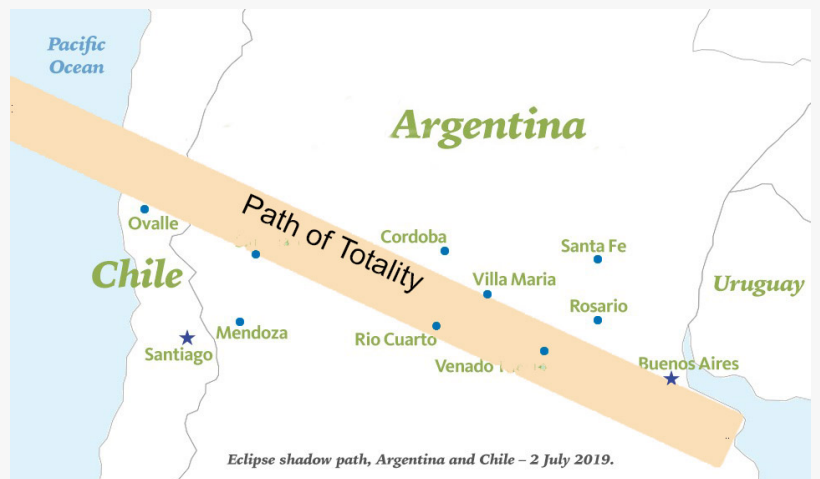 Pacific
Ocean
Argentina
Path of Totality
Ovalle
Cordoba
Santa Fe
Chile
Villa Maria
Uruguay
Rosario
Mendoza
Rio Cuarto
Santiago
Venado
Buenos Aires
Eclipse shadow path, Argentina and Chile – 2 July 2019.